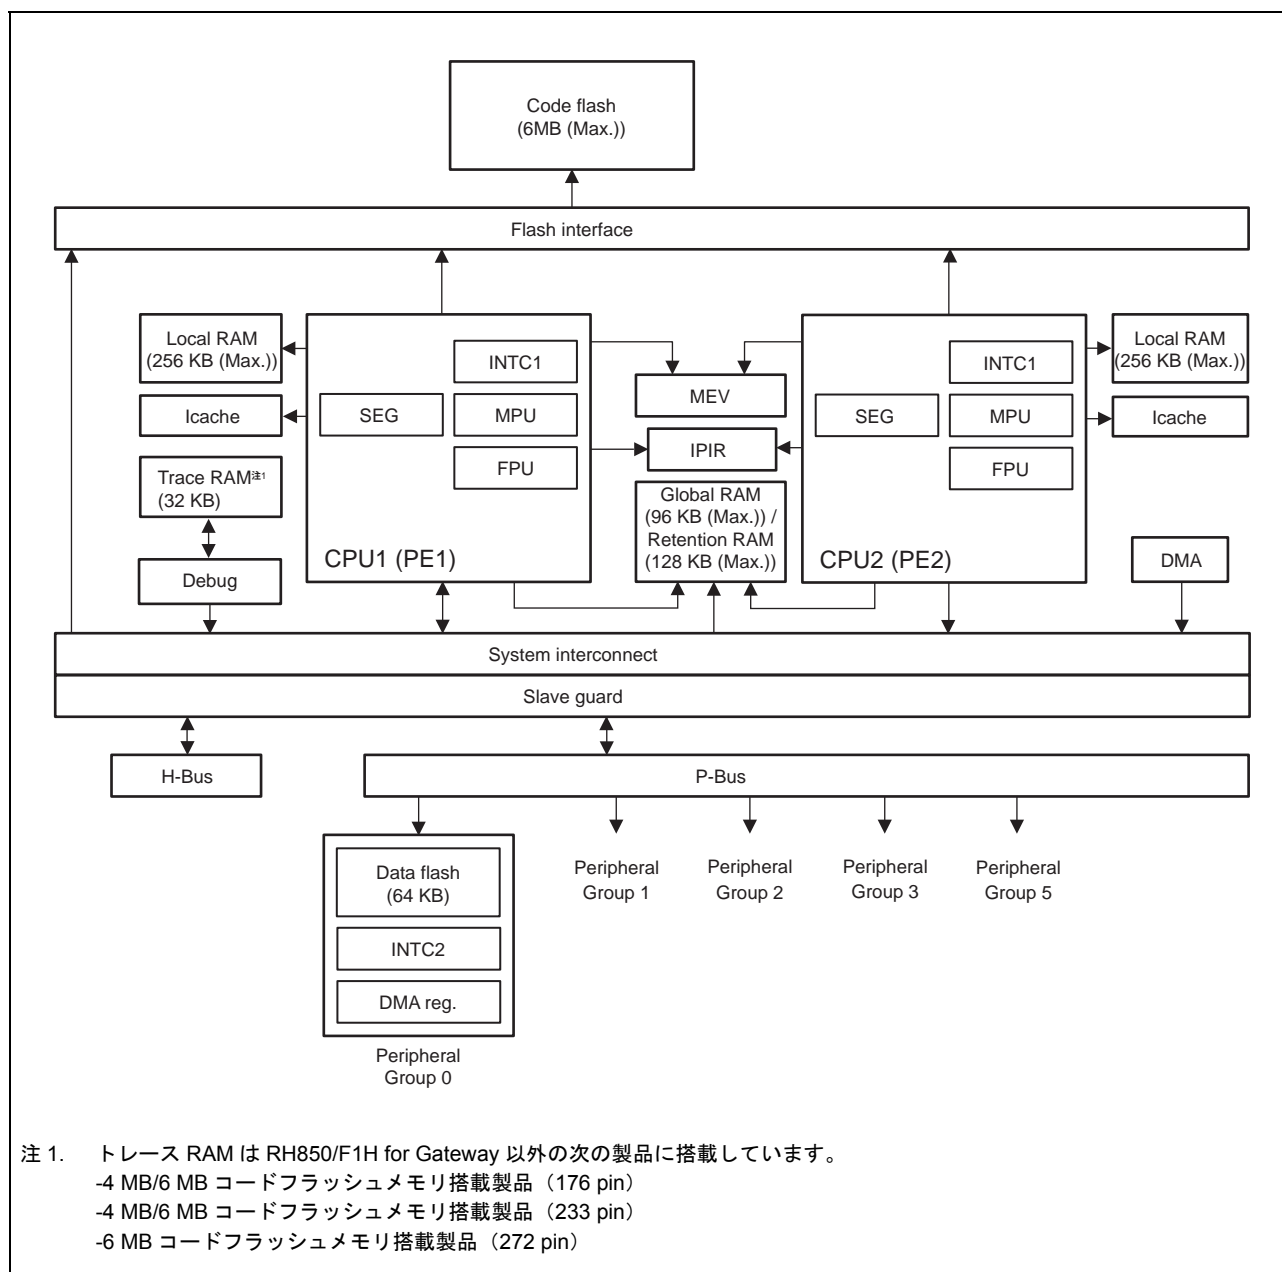 Code flash
(6MB (Max.))
Flash interface
Local RAM
(256 KB (Max.))
Icache
Trace RAM注1
(32 KB)
Debug
INTC1
SEG
MPU
FPU
CPU1 (PE1)
MEV
IPIR
Global RAM
(96 KB (Max.)) /
Retention RAM
(128 KB (Max.))
INTC1
SEG
MPU
FPU
CPU2 (PE2)
Local RAM
(256 KB (Max.))
Icache
DMA
System interconnect
Slave guard
H-Bus
P-Bus
Data flash
(64 KB)
INTC2
DMA reg.
Peripheral
Group 0
Peripheral
Group 1
Peripheral
Group 2
Peripheral
Group 3
Peripheral
Group 5
注 1. トレース RAM は RH850/F1H for Gateway 以外の次の製品に搭載しています。
-4 MB/6 MB コードフラッシュメモリ搭載製品（176 pin）
-4 MB/6 MB コードフラッシュメモリ搭載製品（233 pin）
-6 MB コードフラッシュメモリ搭載製品（272 pin）